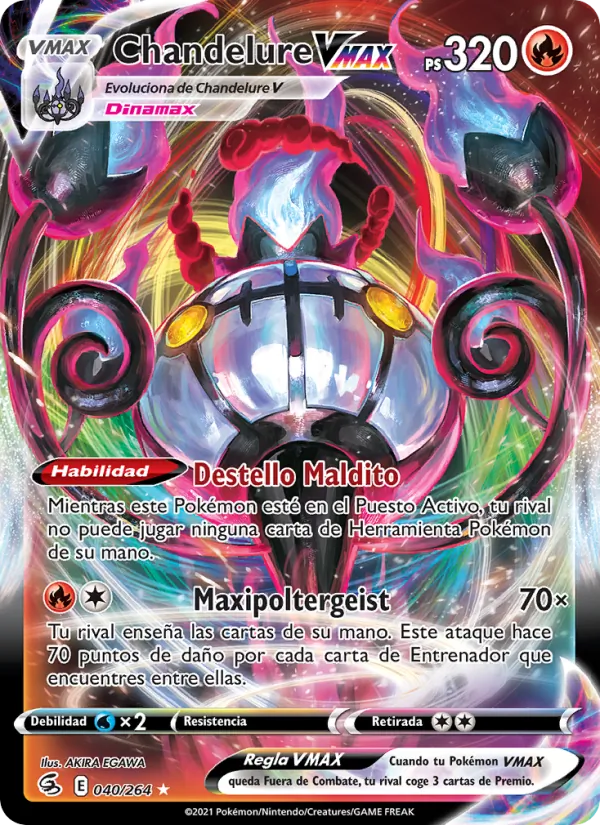 VMAX Chandelure VMAX PS 320
Evoluciona de Chandelure V
Dinamax
Habilidad Destello Maldito
Mientras este Pokémon esté en el Puesto Activo, tu rival
no puede jugar ninguna carta de Herramienta Pokémon
de su mano.
Maxipoltergeist 70×
Tu rival enseña las cartas de su mano. Este ataque hace
70 puntos de daño por cada carta de Entrenador que
encuentres entre ellas.
Debilidad ×2 Resistencia Retirada
Ilus. AKIRA EGAWA
E 040/264 ★
Regla VMAX Cuando tu Pokémon VMAX
queda Fuera de Combate, tu rival coge 3 cartas de Premio.
©2021 Pokémon/Nintendo/Creatures/GAME FREAK